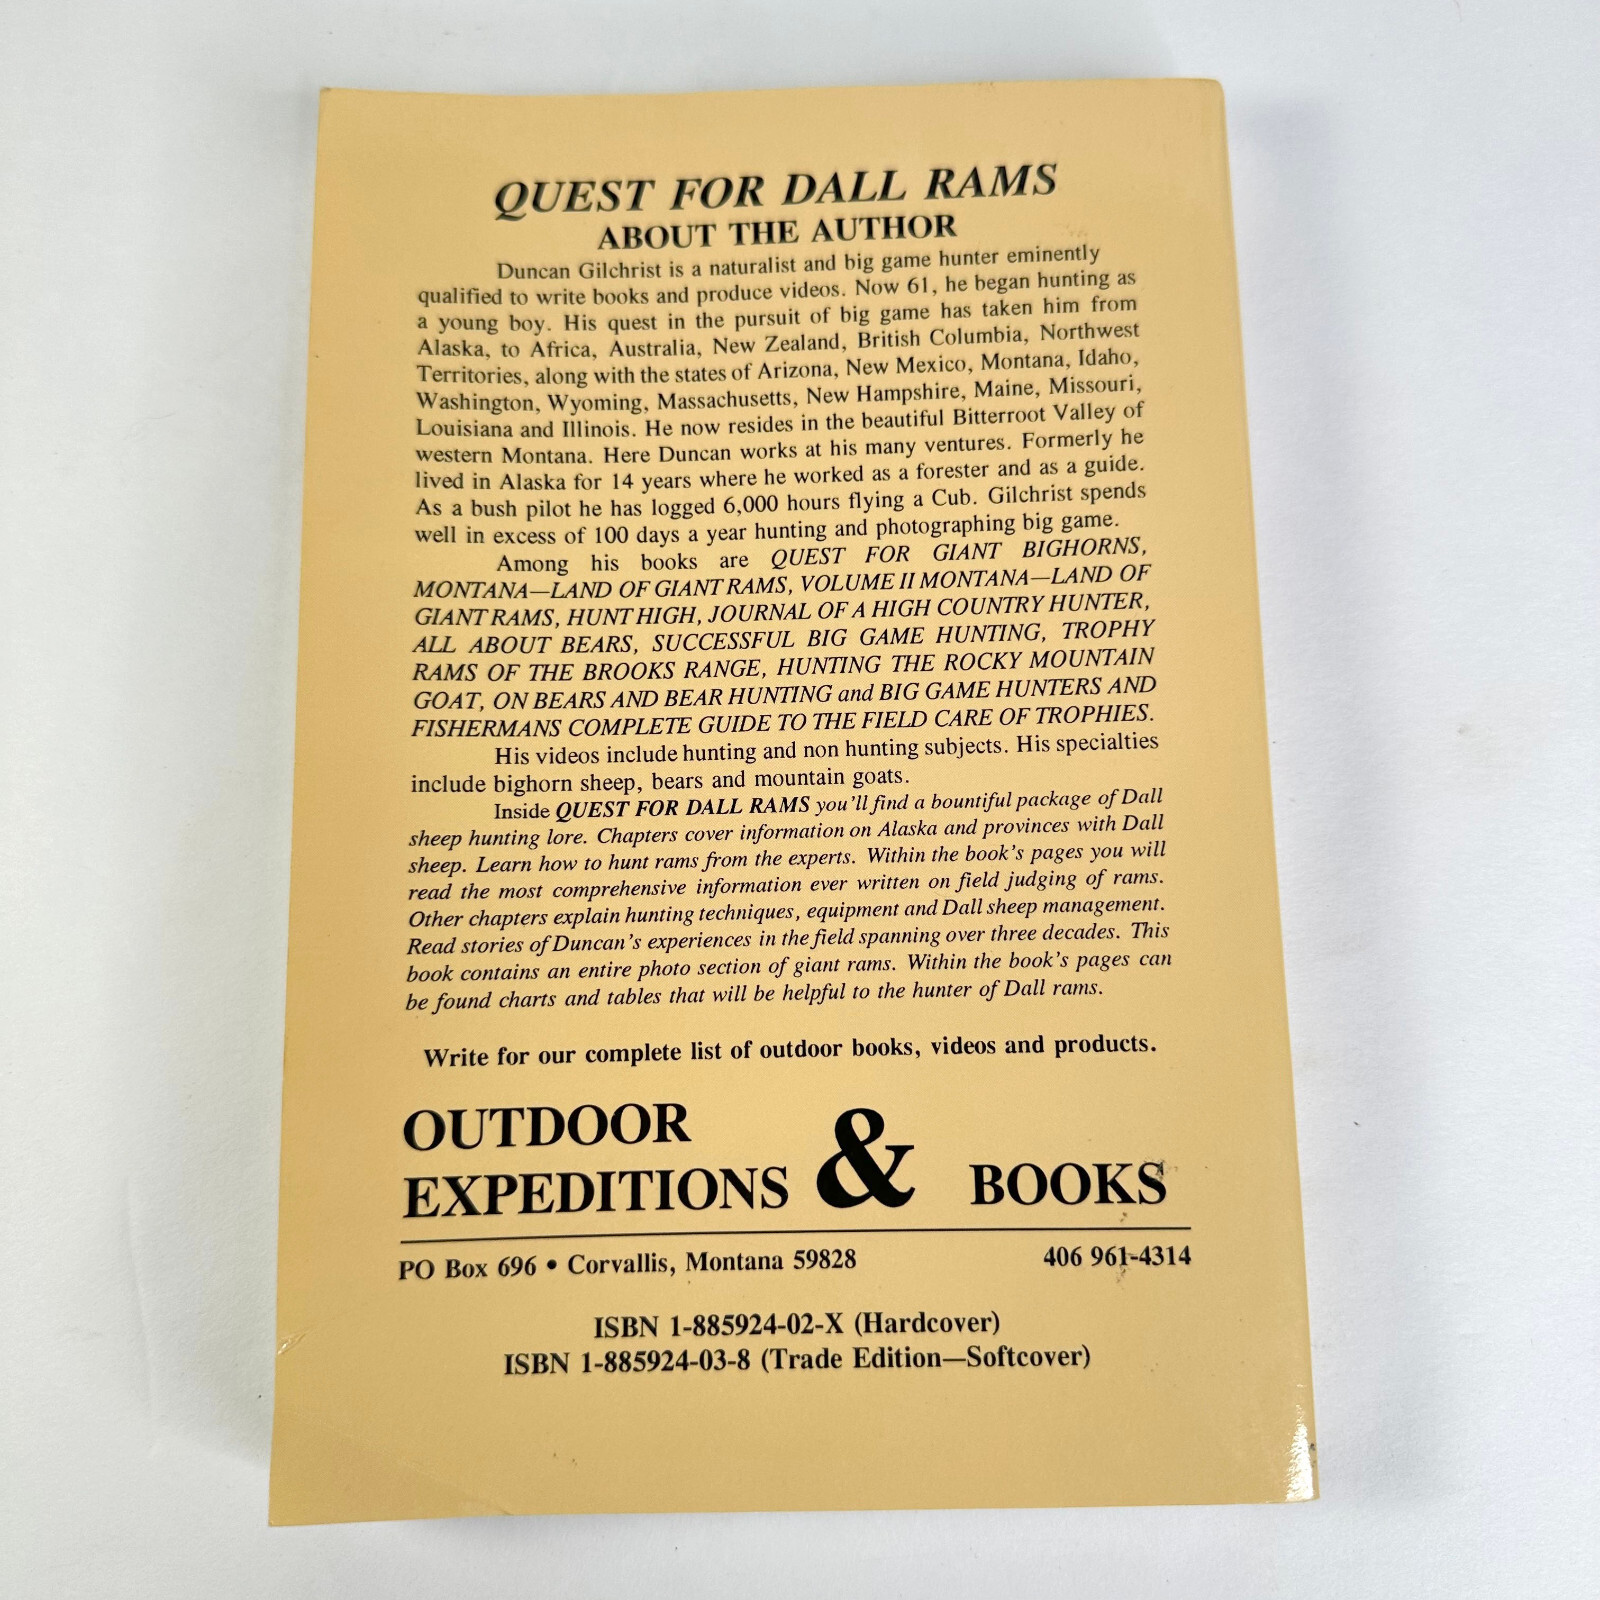 QUEST FOR DALL RAMS
ABOUT THE AUTHOR
Duncan Gilchrist is a naturalist and big game hunter eminently
qualified to write books and produce videos. Now 61, he began hunting as
a young boy. His quest in the pursuit of big game has taken him from
Alaska, to Africa, Australia, New Zealand, British Columbia, Northwest
Territories, along with the states of Arizona, New Mexico, Montana, Idaho,
Washington, Wyoming, Massachusetts, New Hampshire, Maine, Missouri,
Louisiana and Illinois. He now resides in the beautiful Bitterroot Valley of
western Montana. Here Duncan works at his many ventures. Formerly he
lived in Alaska for 14 years where he worked as a forester and as a guide.
As a bush pilot he has logged 6,000 hours flying a Cub. Gilchrist spends
well in excess of 100 days a year hunting and photographing big game.
Among his books are QUEST FOR GIANT BIGHORNS,
MONTANA—LAND OF GIANT RAMS, VOLUME II MONTANA—LAND OF
GIANT RAMS, HUNT HIGH, JOURNAL OF A HIGH COUNTRY HUNTER,
ALL ABOUT BEARS, SUCCESSFUL BIG GAME HUNTING, TROPHY
RAMS OF THE BROOKS RANGE, HUNTING THE ROCKY MOUNTAIN
GOAT, ON BEARS AND BEAR HUNTING and BIG GAME HUNTERS AND
FISHERMANS COMPLETE GUIDE TO THE FIELD CARE OF TROPHIES.
His videos include hunting and non hunting subjects. His specialties
include bighorn sheep, bears and mountain goats.
Inside QUEST FOR DALL RAMS you'll find a bountiful package of Dall
sheep hunting lore. Chapters cover information on Alaska and provinces with Dall
sheep. Learn how to hunt rams from the experts. Within the book's pages you will
read the most comprehensive information ever written on field judging of rams.
Other chapters explain hunting techniques, equipment and Dall sheep management.
Read stories of Duncan's experiences in the field spanning over three decades. This
book contains an entire photo section of giant rams. Within the book's pages can
be found charts and tables that will be helpful to the hunter of Dall rams.
Write for our complete list of outdoor books, videos and products.
OUTDOOR
EXPEDITIONS & BOOKS
PO Box 696 • Corvallis, Montana 59828 406 961-4314
ISBN 1-885924-02-X (Hardcover)
ISBN 1-885924-03-8 (Trade Edition—Softcover)